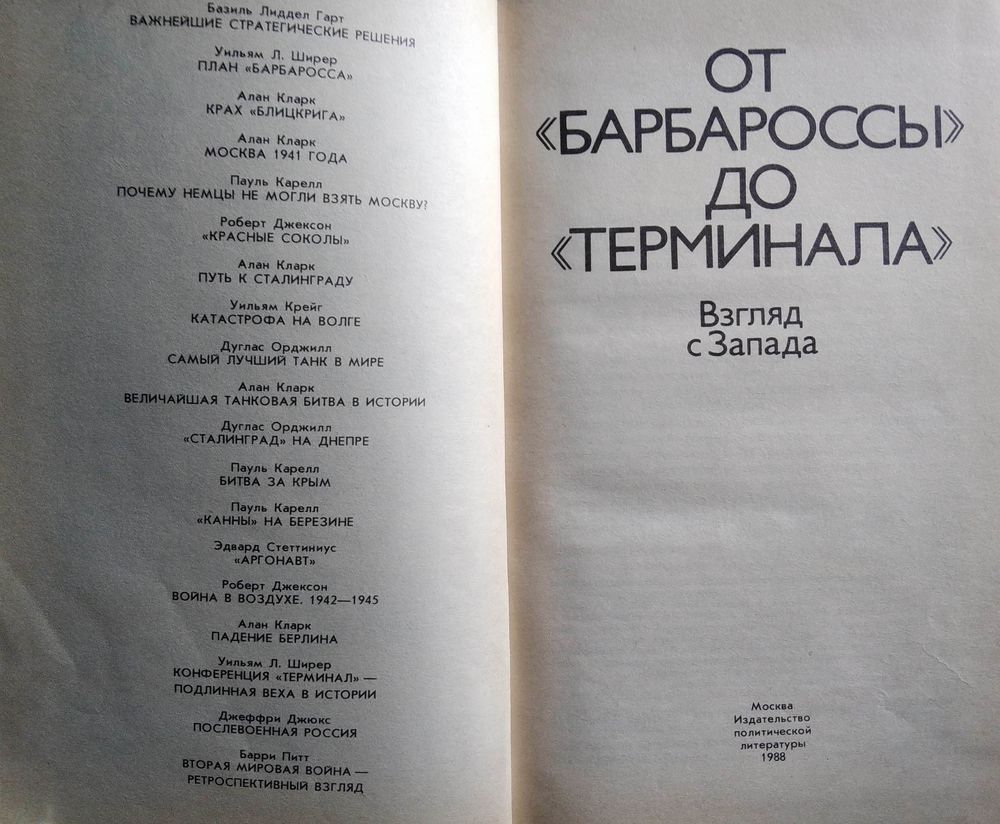 Базиль Лиддел Гарт
ВАЖНЕЙШИЕ СТРАТЕГИЧЕСКИЕ РЕШЕНИЯ
Уильям Л. Ширер
ПЛАН «БАРБАРОССА»
Алан Кларк
КРАХ «БЛИЦКРИГА»
Алан Кларк
МОСКВА 1941 ГОДА
Пауль Карелл
ПОЧЕМУ НЕМЦЫ НЕ МОГЛИ ВЗЯТЬ МОСКВУ?
Роберт Джексон
«КРАСНЫЕ СОКОЛЫ»
Алан Кларк
ПУТЬ К СТАЛИНГРАДУ
Уильям Крейг
КАТАСТРОФА НА ВОЛГЕ
Дуглас Орджилл
САМЫЙ ЛУЧШИЙ ТАНК В МИРЕ
Алан Кларк
ВЕЛИЧАЙШАЯ ТАНКОВАЯ БИТВА В ИСТОРИИ
Дуглас Орджилл
«СТАЛИНГРАД» НА ДНЕПРЕ
Пауль Карелл
БИТВА ЗА КРЫМ
Пауль Карелл
«КАННЫ» НА БЕРЕЗИНЕ
Эдвард Стеттиниус
«АРГОНАВТ»
Роберт Джексон
ВОЙНА В ВОЗДУХЕ. 1942—1945
Алан Кларк
ПАДЕНИЕ БЕРЛИНА
Уильям Л. Ширер
КОНФЕРЕНЦИЯ «ТЕРМИНАЛ» —
ПОДЛИННАЯ ВЕХА В ИСТОРИИ
Джеффри Джюкс
ПОСЛЕВОЕННАЯ РОССИЯ
Барри Питт
ВТОРАЯ МИРОВАЯ ВОЙНА —
РЕТРОСПЕКТИВНЫЙ ВЗГЛЯД
ОТ
«БАРБАРОССЫ»
ДО
«ТЕРМИНАЛА»
Взгляд
с Запада
Москва
Издательство
политической
литературы
1988